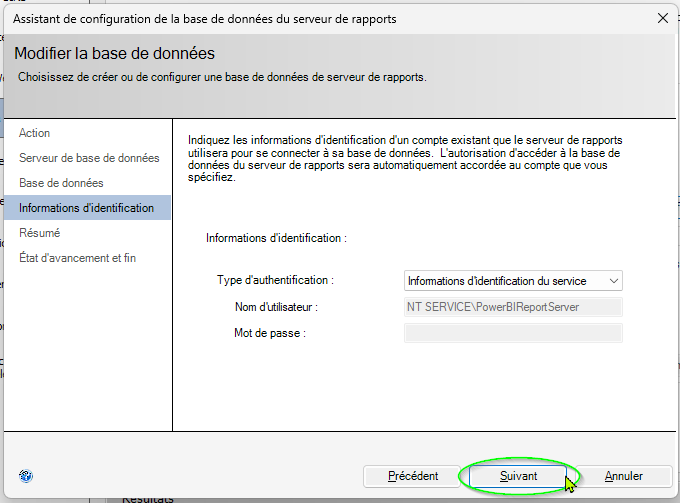 Assistant de configuration de la base de données du serveur de rapports
Modifier la base de données
Choisissez de créer ou de configurer une base de données de serveur de rapports.
Action
Serveur de base de données
Base de données
Informations d'identification
Résumé
État d'avancement et fin
Indiquez les informations d'identification d'un compte existant que le serveur de rapports
utilisera pour se connecter à sa base de données.  L'autorisation d'accéder à la base de
données du serveur de rapports sera automatiquement accordée au compte que vous
spécifiez.
Informations d'identification :
Type d'authentification :
Informations d'identification du service
Nom d'utilisateur :
NT SERVICE\PowerBIReportServer
Mot de passe :
Précédent
Suivant
Annuler
Résultats